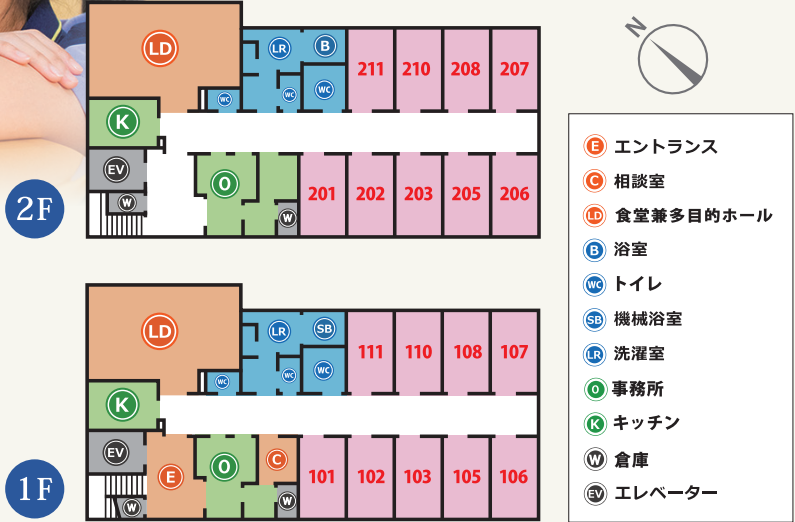 LD
LR
B
WC
WC
WC
211
210
208
207
K
EV
W
O
W
201
202
203
205
206
2F
LD
LR
SB
WC
WC
WC
111
110
108
107
K
EV
W
E
O
C
W
101
102
103
105
106
1F
N
E エントランス
C 相談室
LD 食堂兼多目的ホール
B 浴室
WC トイレ
SB 機械浴室
LR 洗濯室
O 事務所
K キッチン
W 倉庫
EV エレベーター